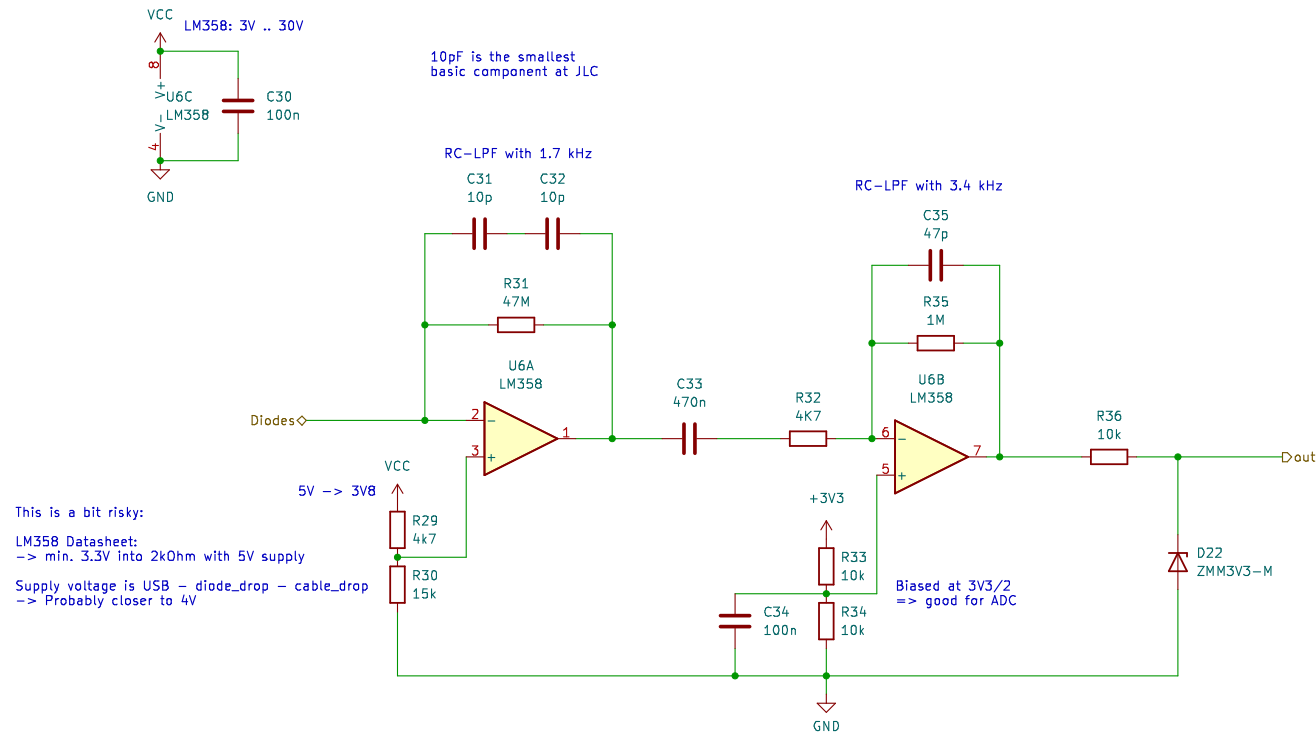 VCC
LM358: 3V .. 30V
8
V+
U6C
LM358
V-
4
C30
100n
GND
10pF is the smallest
basic component at JLC
RC-LPF with 1.7 kHz
C31
10p
C32
10p
R31
47M
U6A
LM358
Diodes
2
-
3
+
1
VCC
5V -> 3V8
R29
4k7
R30
15k
This is a bit risky:
LM358 Datasheet:
-> min. 3.3V into 2kOhm with 5V supply
Supply voltage is USB - diode_drop - cable_drop
-> Probably closer to 4V
C33
470n
R32
4K7
RC-LPF with 3.4 kHz
C35
47p
R35
1M
U6B
LM358
6
-
5
+
7
+3V3
R33
10k
R34
10k
C34
100n
Biased at 3V3/2
=> good for ADC
GND
R36
10k
out
D22
ZMM3V3-M